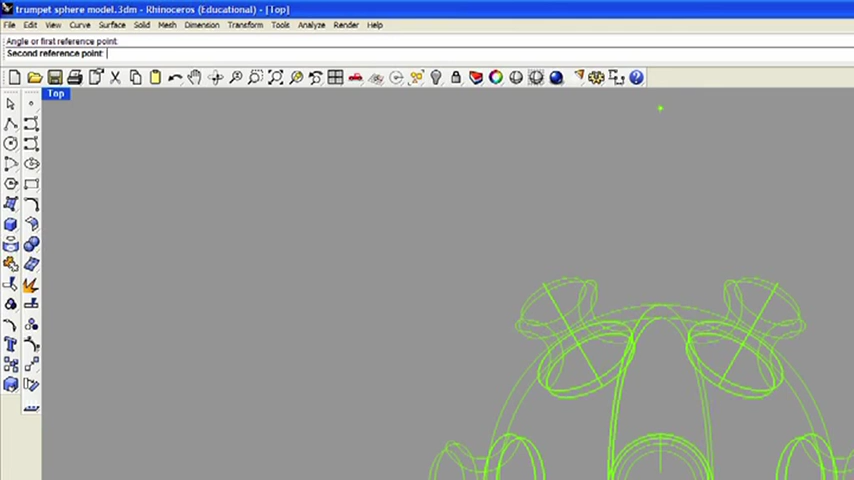 trumpet sphere model.3dm - Rhinoceros (Educational) - [Top]
File Edit View Curve Surface Solid Mesh Dimension Transform Tools Analyze Render Help
Angle or first reference point:
Second reference point:
Top